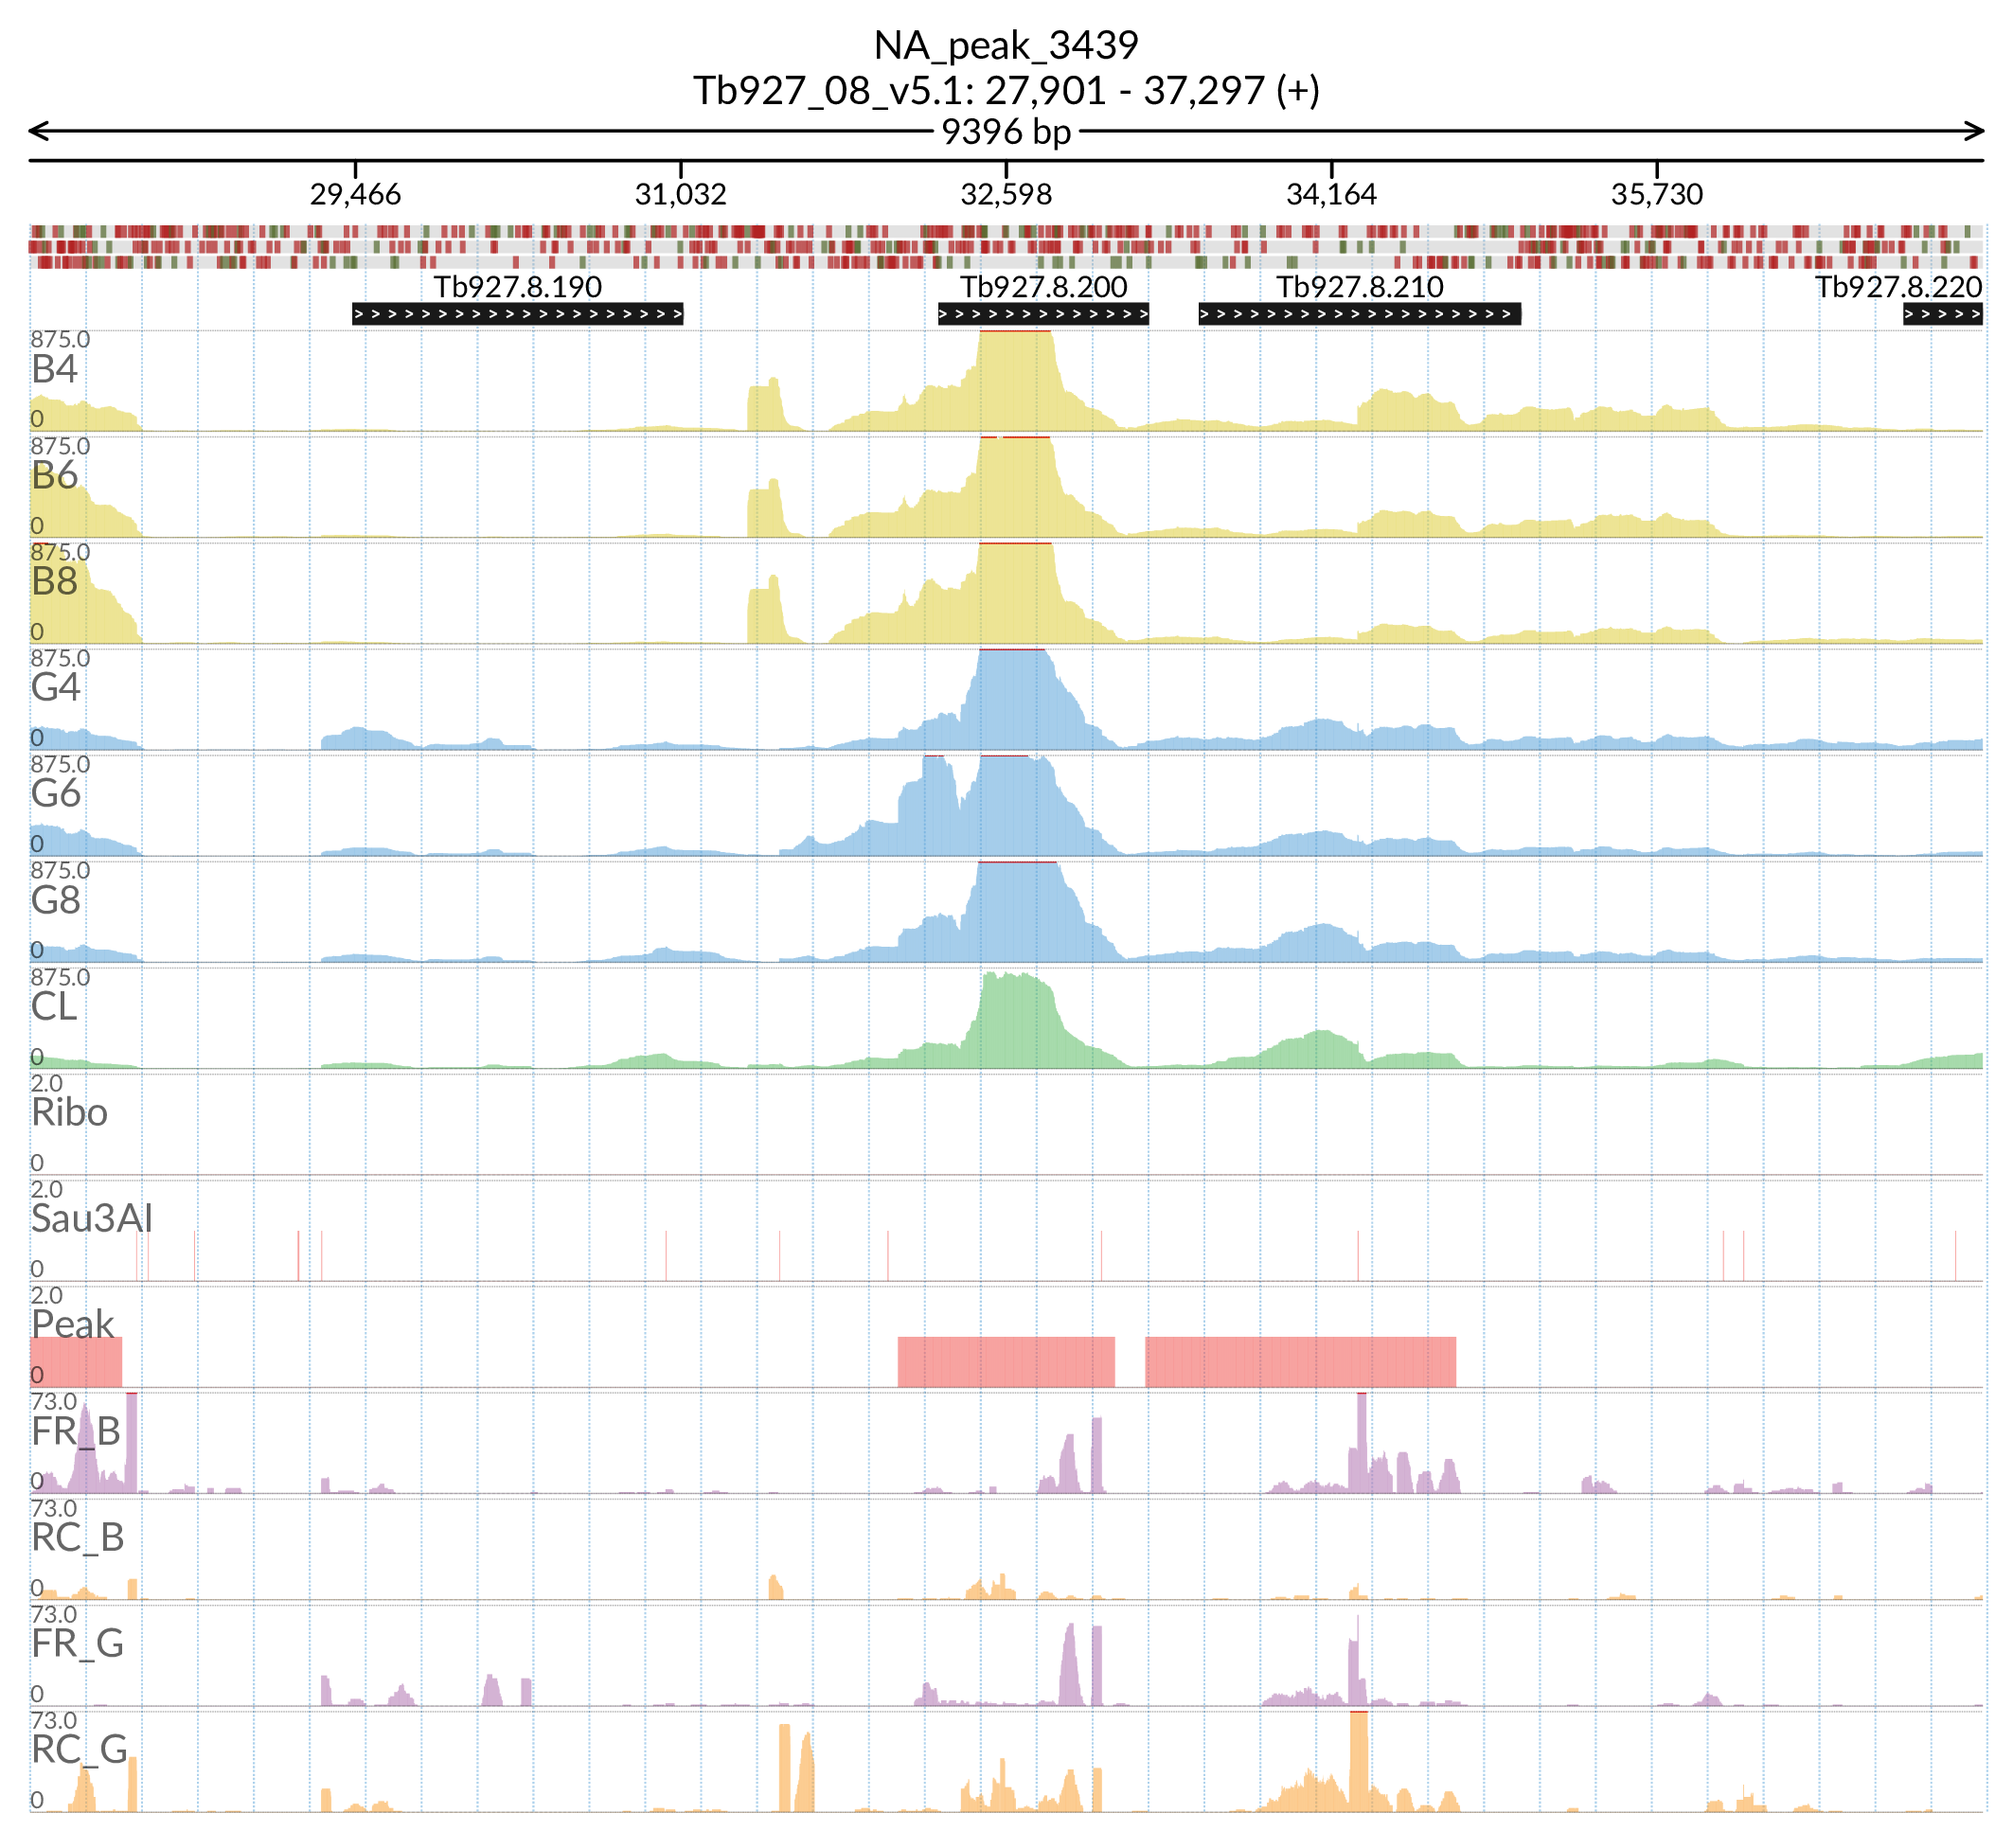 NA_peak_3439
Tb927_08_v5.1: 27,901 - 37,297 (+)
9396 bp
29,466 31,032 32,598 34,164 35,730
Tb927.8.190 Tb927.8.200 Tb927.8.210 Tb927.8.220
875.0
B4
0
875.0
B6
0
875.0
B8
0
875.0
G4
0
875.0
G6
0
875.0
G8
0
875.0
CL
0
2.0
Ribo
0
2.0
Sau3AI
0
2.0
Peak
0
73.0
FR_B
0
73.0
RC_B
0
73.0
FR_G
0
73.0
RC_G
0